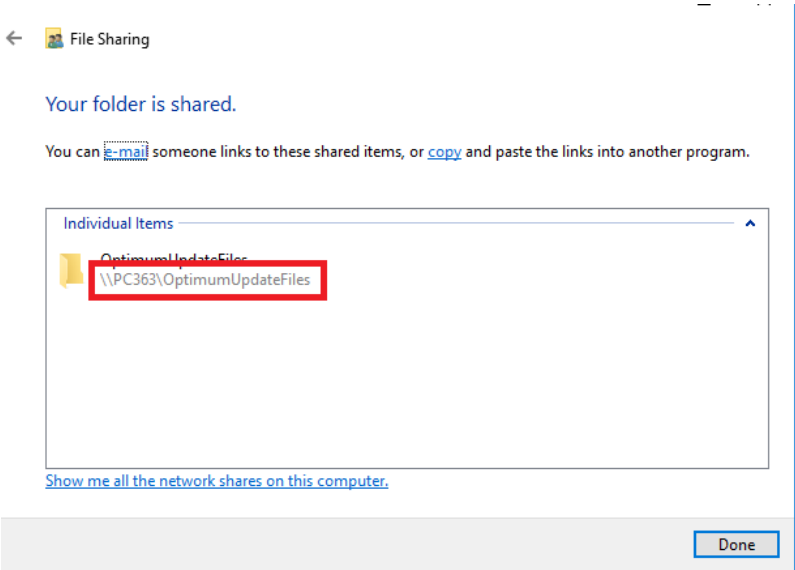 File Sharing
Your folder is shared.
You can e-mail someone links to these shared items, or copy and paste the links into another program.
Individual Items
OptimumUpdateFiles
\\PC363\OptimumUpdateFiles
Show me all the network shares on this computer.
Done